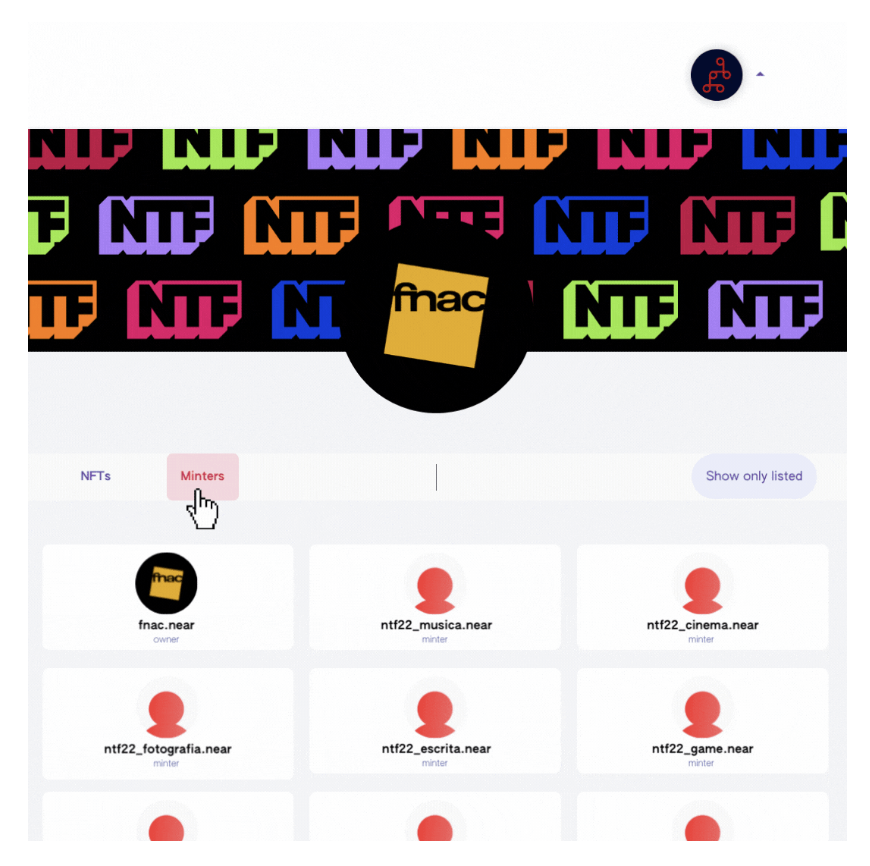 NTF NTF NTF NTF NTF NTF
NTF NTF NTF NTF NTF NTF NTF
NTF NTF NTF NTF NTF
fnac
NFTs Minters Show only listed
fnac
fnac.near ntf22_musica.near ntf22_cinema.near
owner minter minter
ntf22_fotografia.near ntf22_escrita.near ntf22_game.near
minter minter minter